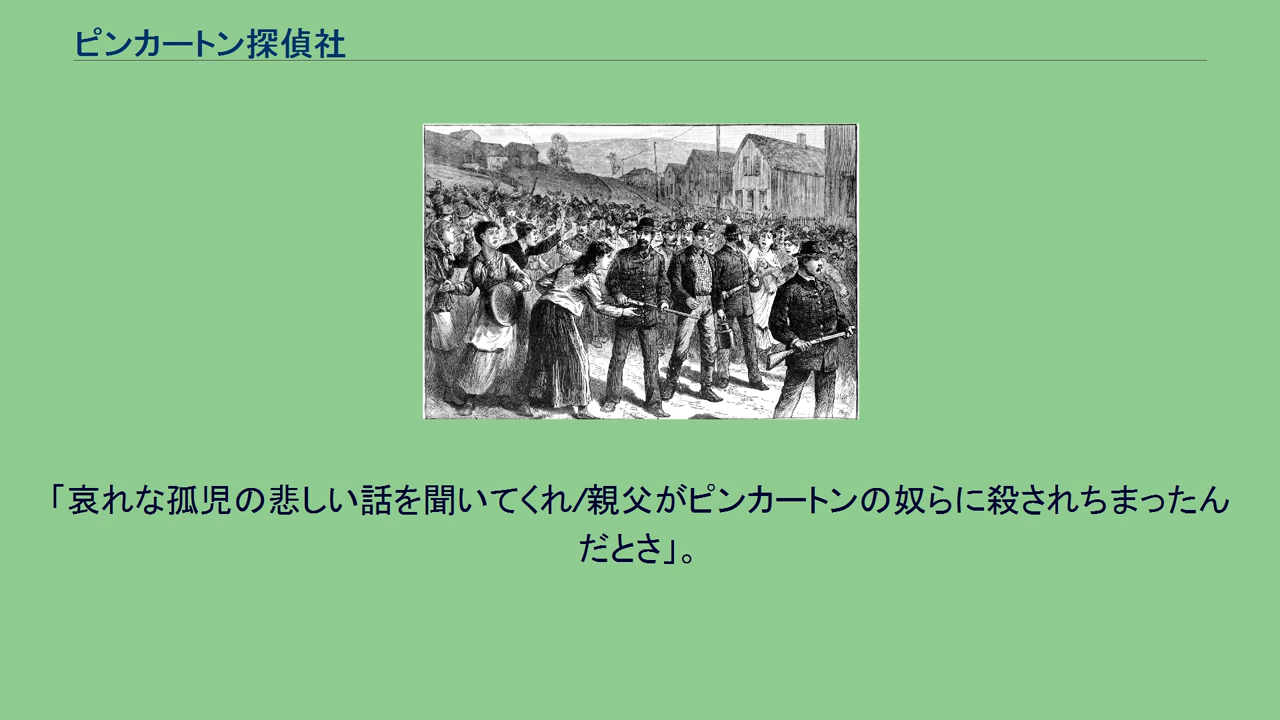 ピンカートン探偵社
「哀れな孤児の悲しい話を聞いてくれ/親父がピンカートンの奴らに殺されちまったん
だとさ」。